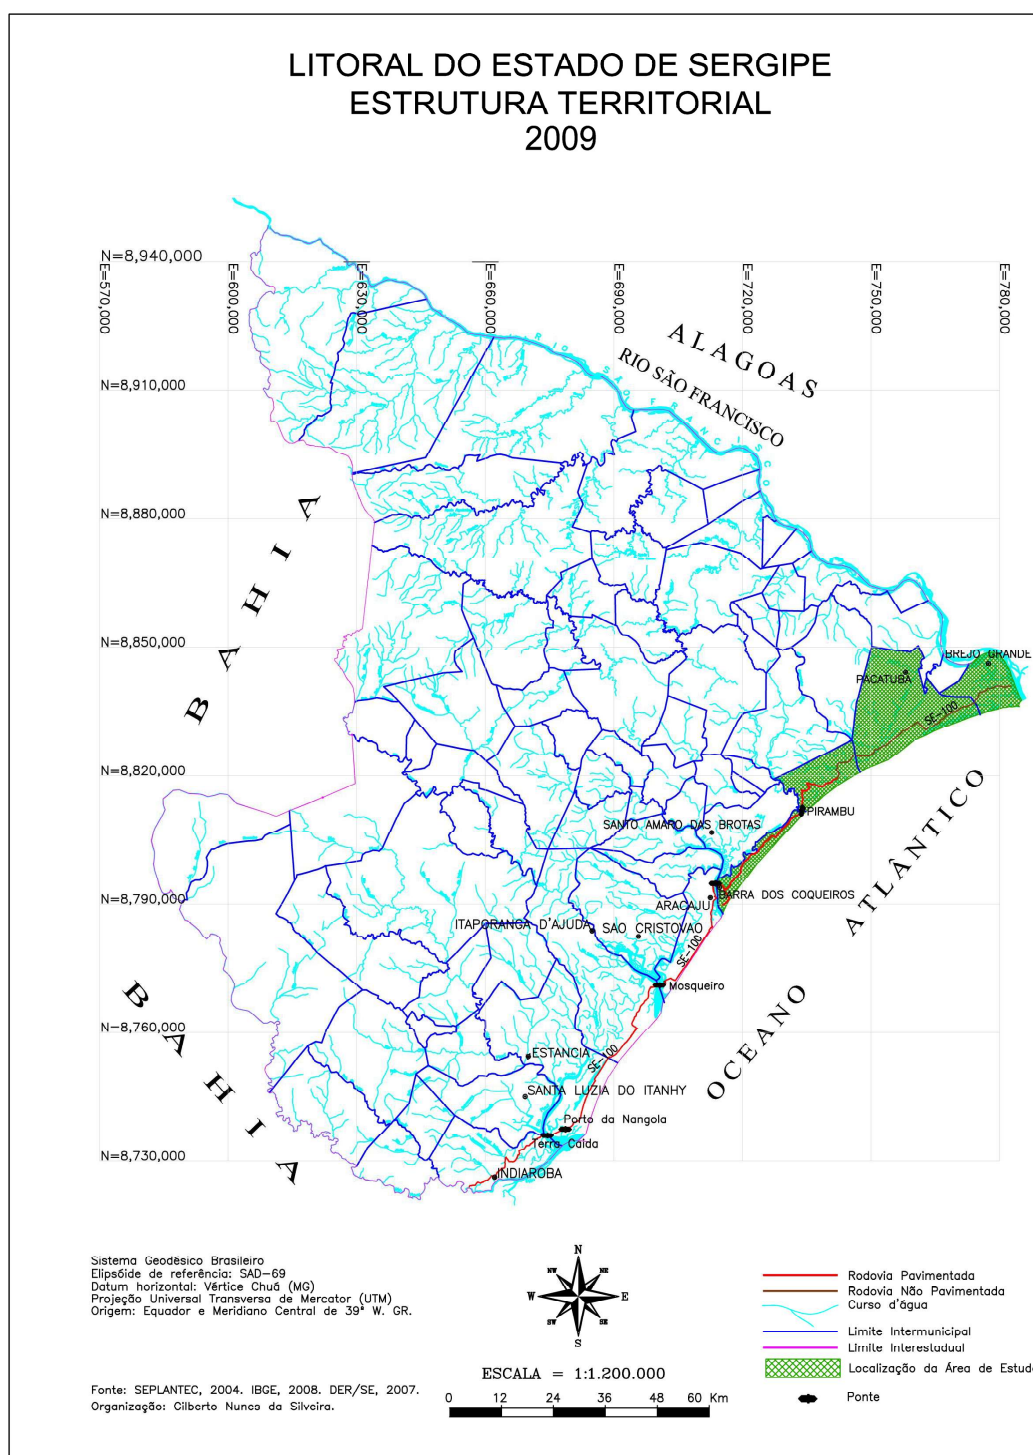 LITORAL DO ESTADO DE SERGIPE
ESTRUTURA TERRITORIAL
2009
N=8,940,000
E=570,000
E=600,000
E=630,000
E=660,000
E=690,000
E=720,000
E=750,000
E=780,000
ALAGOAS
RIO SÃO FRANCISCO
RIO SÃO FRANCISCO
N=8,910,000
BAHIA
N=8,880,000
N=8,850,000
BREJO GRANDE
PACATUBA
SE-100
N=8,820,000
OCEANO ATLÂNTICO
PIRAMBU
SANTO AMARO DAS BROTAS
BARRA DOS COQUEIROS
N=8,790,000
ARACAJU
ITAPORANGA D'AJUDA
SAO CRISTOVAO
SE-100
Mosqueiro
BAHIA
N-8,760,000
ESTANCIA
SE-100
SANTA LUZIA DO ITANHY
Porto da Nangola
Terra Caida
N=8,730,000
INDIAROBA
Sistema Geodésico Brasileiro
Elipsóide de referência: SAD-69
Datum horizontal: Vértice Chuá (MG)
Projeção Universal Transversa de Mercator (UTM)
Origem: Equador e Meridiano Central de 39° W. GR.
N
NW NE
W E
SW SE
S
Rodovia Pavimentada
Rodovia Não Pavimentada
Curso d'água
Limite Intermunicipal
Limite Interestadual
Localização da Área de Estudo
Ponte
ESCALA = 1:1.200.000
0 12 24 36 48 60 Km
Fonte: SEPLANTEC, 2004. IBGE, 2008. DER/SE, 2007.
Organização: Gilberto Nunes da Silveira.